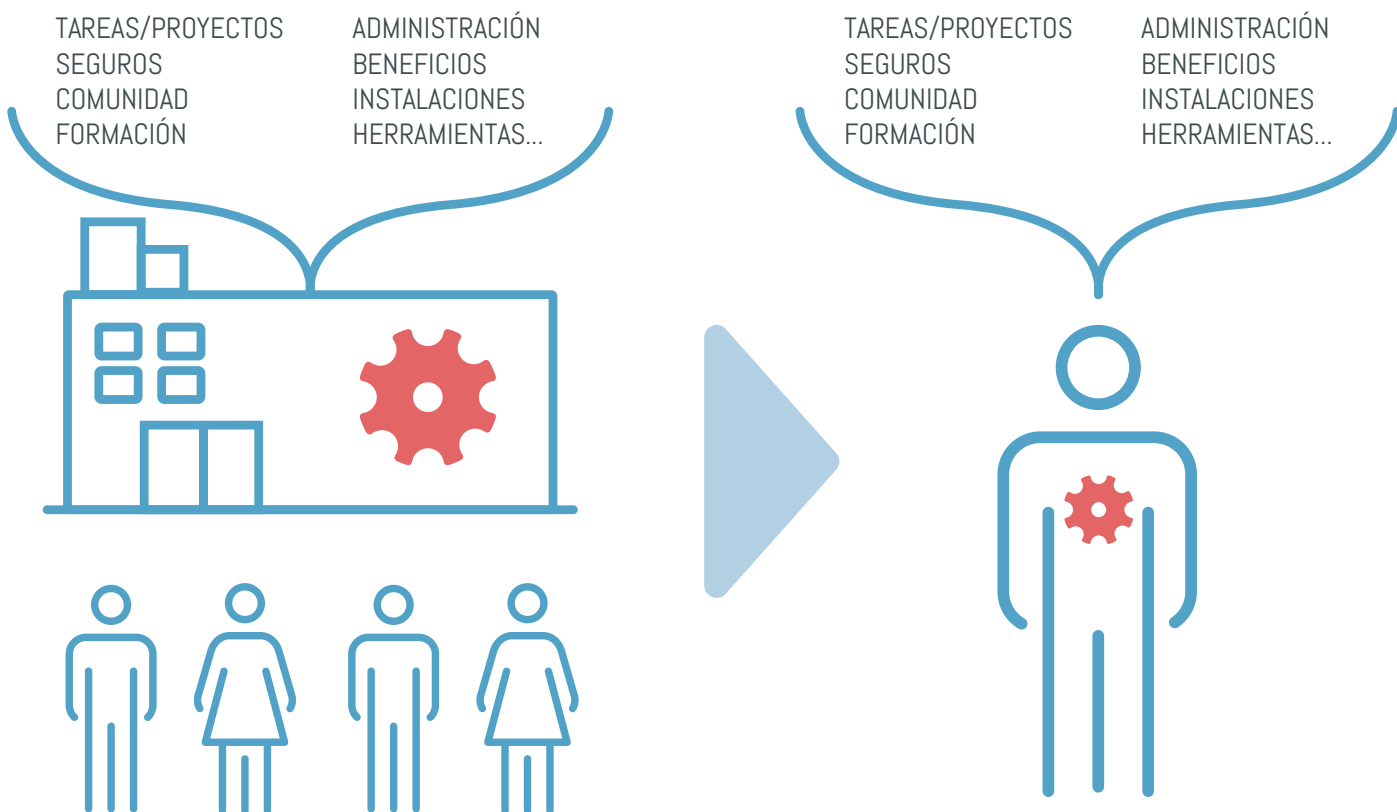 TAREAS/PROYECTOS
SEGUROS
COMUNIDAD
FORMACIÓN
ADMINISTRACIÓN
BENEFICIOS
INSTALACIONES
HERRAMIENTAS...
TAREAS/PROYECTOS
SEGUROS
COMUNIDAD
FORMACIÓN
ADMINISTRACIÓN
BENEFICIOS
INSTALACIONES
HERRAMIENTAS...